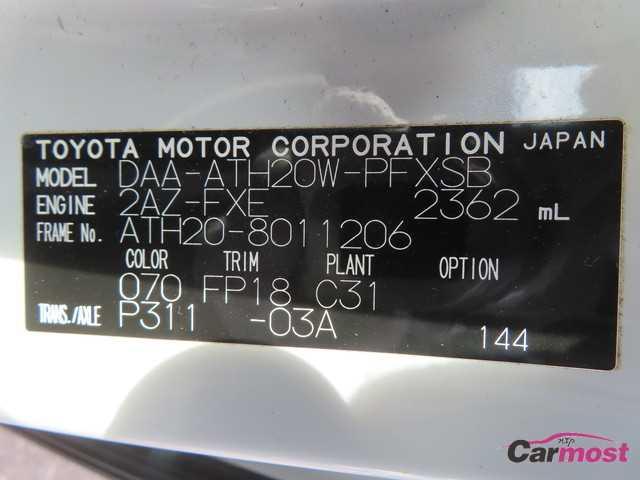 TOYOTA MOTOR CORPORATION JAPAN
MODEL DAA-ATH20W-PFXSB
ENGINE 2AZ-FXE 2362 mL
FRAME No. ATH20-8011206
COLOR TRIM PLANT OPTION
070 FP18 C31
TRANS./AXLE P311 -03A
144
Carmost